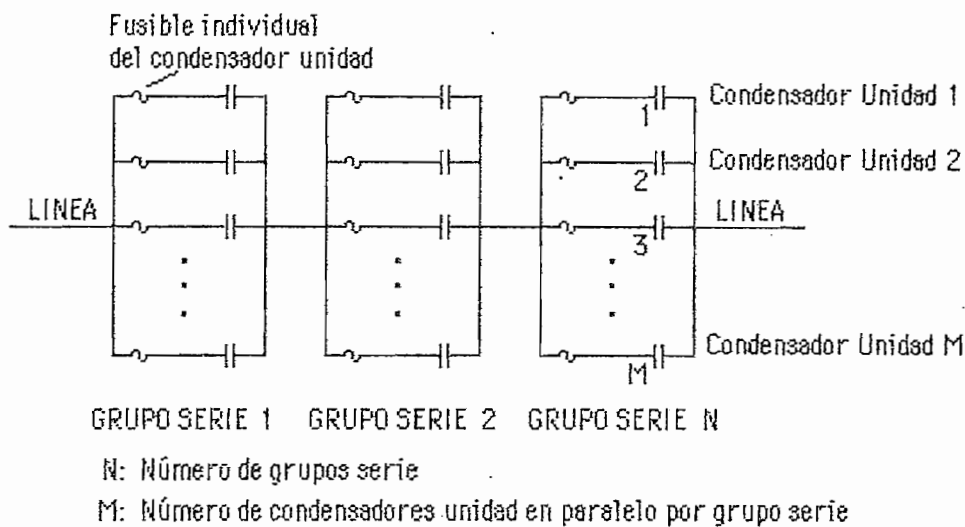 Fusible individual
del condensador unidad
Condensador Unidad 1
1
Condensador Unidad 2
2
LINEA
LINEA
3
Condensador Unidad M
M
GRUPO SERIE 1 GRUPO SERIE 2 GRUPO SERIE N
N: Número de grupos serie
M: Número de condensadores unidad en paralelo por grupo serie